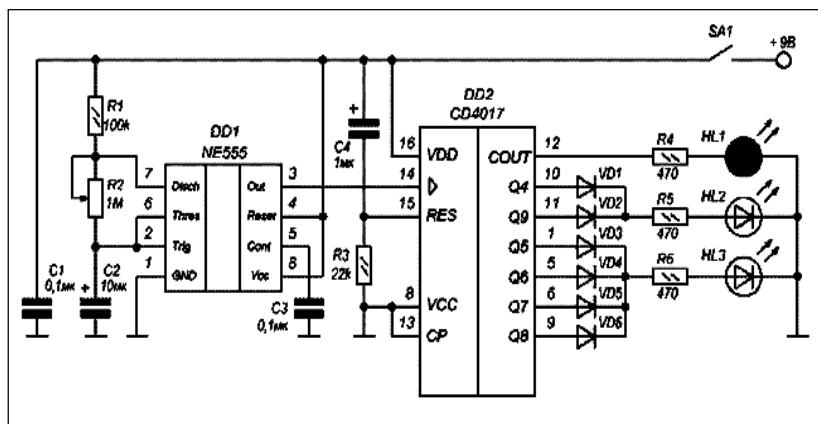 SA1
+ 9В
R1
100k
R2
1M
C1
0,1мк
C2
10мк
+
DD1
NE555
7
6
2
1
Disch
Thres
Trig
GND
Out
Reset
Cont
Vcc
3
4
5
8
C3
0,1мк
+
C4
1мк
R3
22k
DD2
CD4017
16
14
15
8
13
VDD
RES
VCC
CP
COUT
Q4
Q9
Q5
Q6
Q7
Q8
12
10
11
1
5
6
9
VD1
VD2
VD3
VD4
VD5
VD6
R4
470
R5
470
R6
470
HL1
HL2
HL3